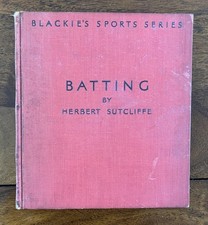 BLACKIE'S SPORTS SERIES
BATTING
BY
HERBERT SUTCLIFFE